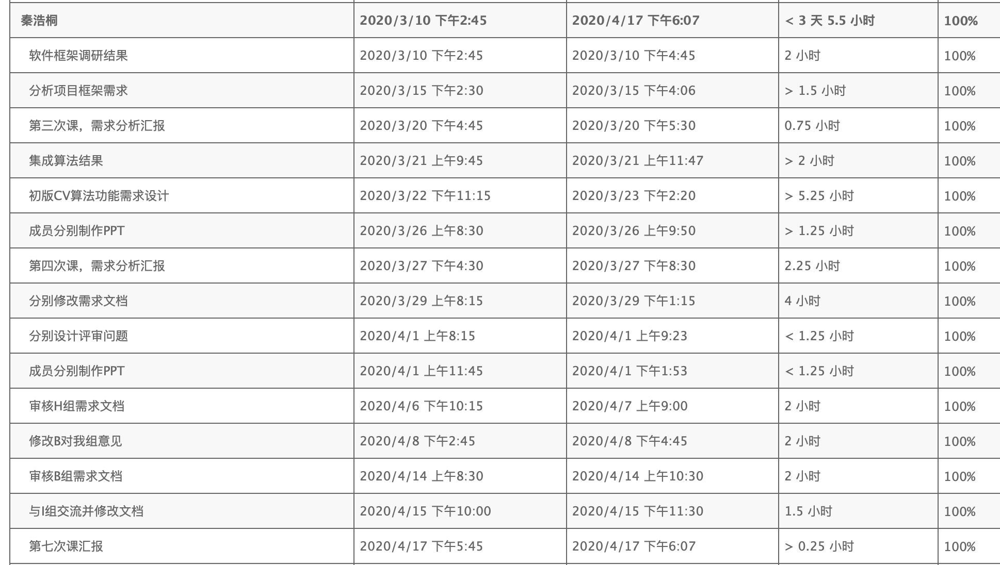 秦浩桐 2020/3/10 下午2:45 2020/4/17 下午6:07 < 3 天 5.5 小时 100%
软件框架调研结果 2020/3/10 下午2:45 2020/3/10 下午4:45 2 小时 100%
分析项目框架需求 2020/3/15 下午2:30 2020/3/15 下午4:06 > 1.5 小时 100%
第三次课，需求分析汇报 2020/3/20 下午4:45 2020/3/20 下午5:30 0.75 小时 100%
集成算法结果 2020/3/21 上午9:45 2020/3/21 上午11:47 > 2 小时 100%
初版CV算法功能需求设计 2020/3/22 下午11:15 2020/3/23 下午2:20 > 5.25 小时 100%
成员分别制作PPT 2020/3/26 上午8:30 2020/3/26 上午9:50 > 1.25 小时 100%
第四次课，需求分析汇报 2020/3/27 下午4:30 2020/3/27 下午8:30 2.25 小时 100%
分别修改需求文档 2020/3/29 上午8:15 2020/3/29 下午1:15 4 小时 100%
分别设计评审问题 2020/4/1 上午8:15 2020/4/1 上午9:23 < 1.25 小时 100%
成员分别制作PPT 2020/4/1 上午11:45 2020/4/1 下午1:53 < 1.25 小时 100%
审核H组需求文档 2020/4/6 下午10:15 2020/4/7 上午9:00 2 小时 100%
修改B对我组意见 2020/4/8 下午2:45 2020/4/8 下午4:45 2 小时 100%
审核B组需求文档 2020/4/14 上午8:30 2020/4/14 上午10:30 2 小时 100%
与I组交流并修改文档 2020/4/15 下午10:00 2020/4/15 下午11:30 1.5 小时 100%
第七次课汇报 2020/4/17 下午5:45 2020/4/17 下午6:07 > 0.25 小时 100%